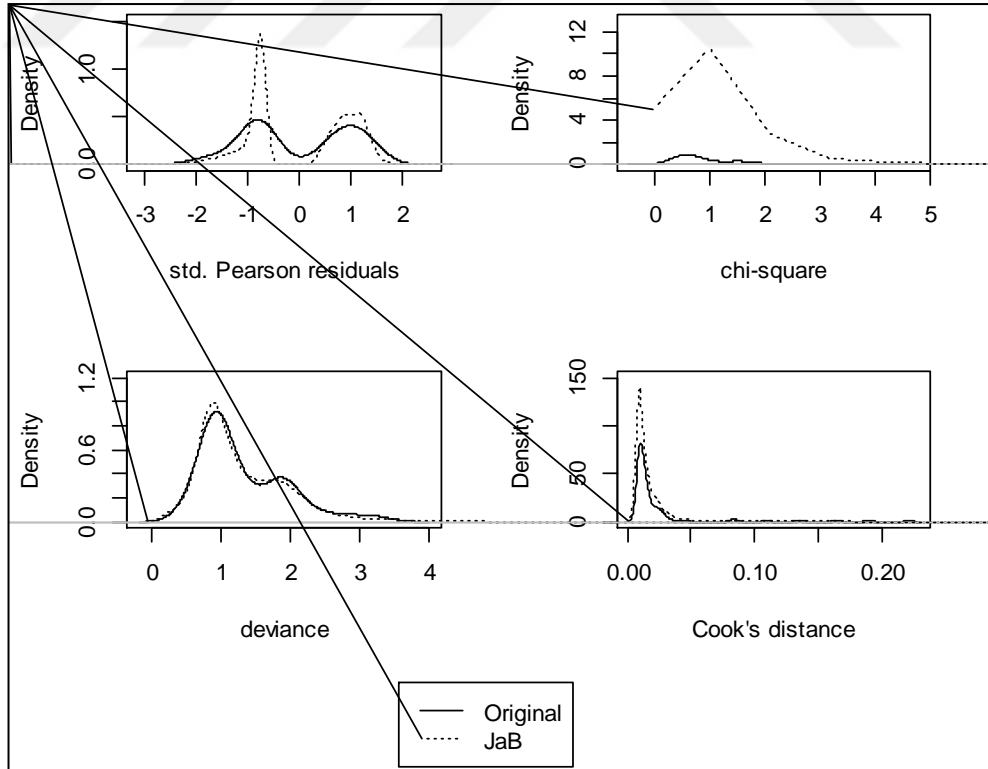 Density
1.0
0.0
-3 -2 -1 0 1 2
std. Pearson residuals
Density
12
8
4
0
0 1 2 3 4 5
chi-square
Density
1.2
0.6
0.0
0 1 2 3 4
deviance
Density
150
50
0
0.00 0.10 0.20
Cook's distance
Original
JaB